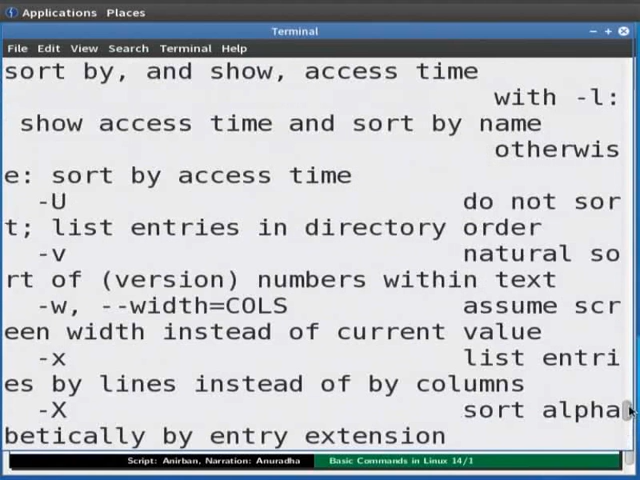 Applications Places
Terminal
File Edit View Search Terminal Help
sort by, and show, access time
with -l:
show access time and sort by name
otherwis
e: sort by access time
-U do not sor
t; list entries in directory order
-v natural so
rt of (version) numbers within text
-w, --width=COLS assume scr
een width instead of current value
-x list entri
es by lines instead of by columns
-X sort alpha
betically by entry extension
Script: Anirban, Narration: Anuradha Basic Commands in Linux 14/1